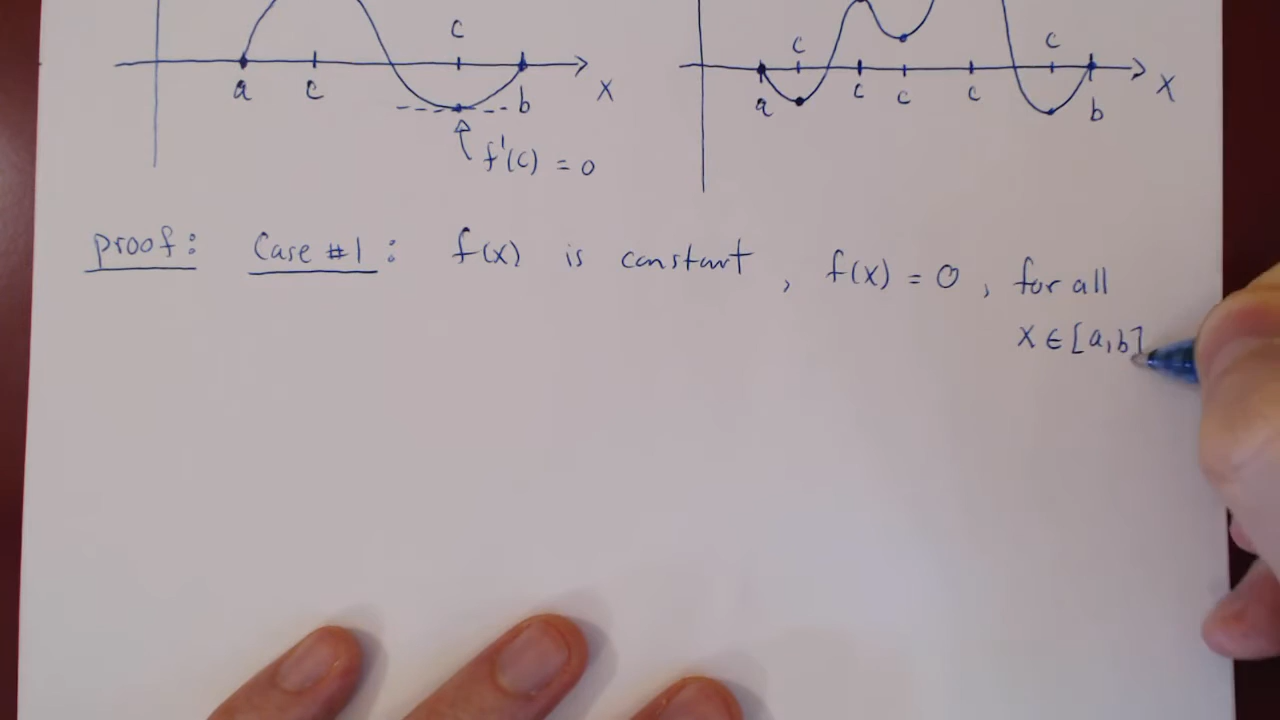 c
c
a
c
b
x
c
c
c
a
b
x
f'(c) = 0
proof: Case #1: f(x) is constant, f(x) = 0, for all
x ∈ [a,b]